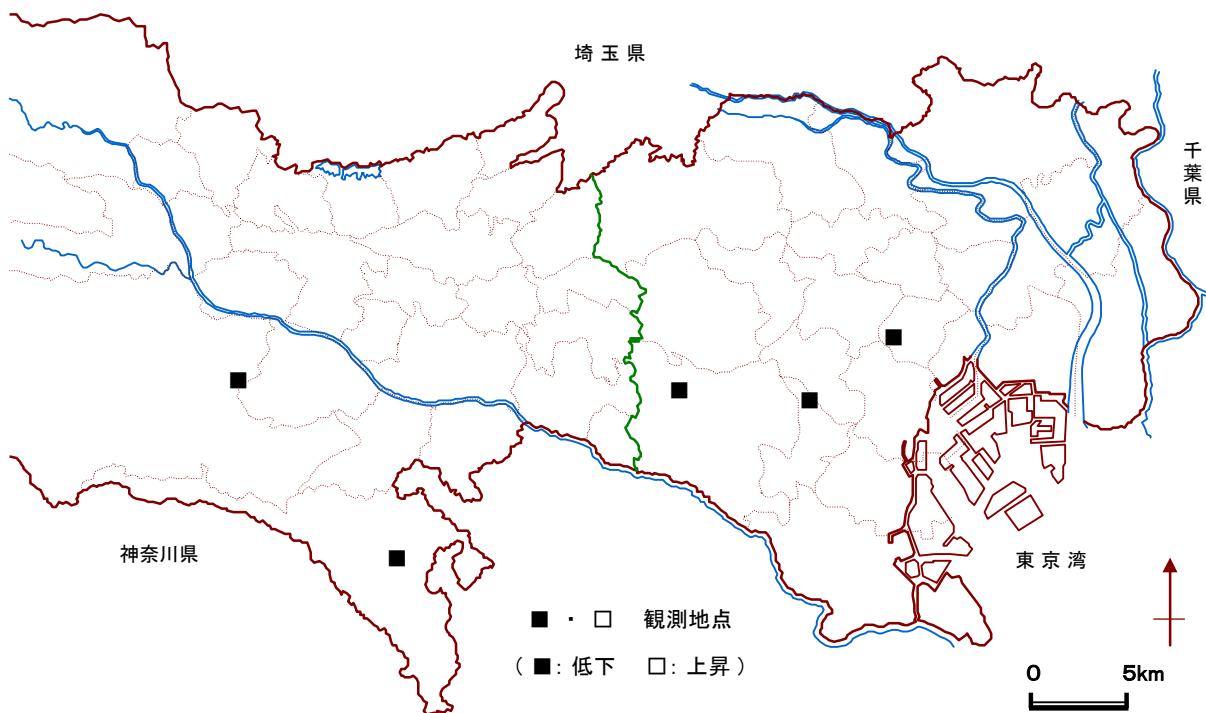 埼玉県
千葉県
神奈川県
東京湾
■ ・ □ 観測地点
( ■: 低下 □: 上昇 )
0 5km